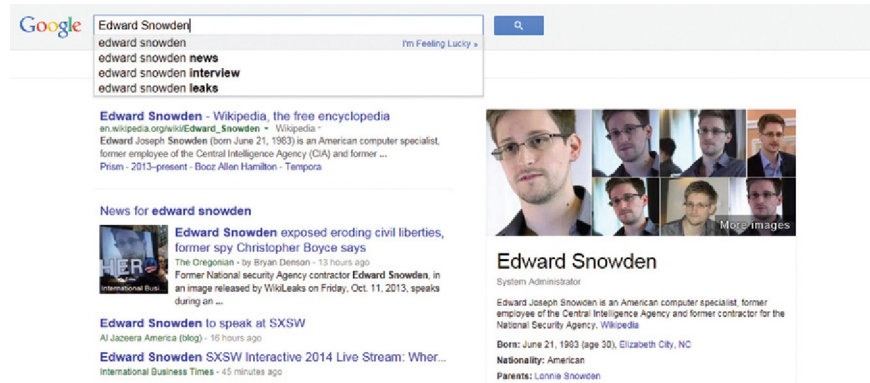 Google
Edward Snowden
edward snowden
I'm Feeling Lucky »
edward snowden news
edward snowden interview
edward snowden leaks
Edward Snowden - Wikipedia, the free encyclopedia
en.wikipedia.org/wiki/Edward_Snowden ▾ Wikipedia ▾
Edward Joseph Snowden (born June 21, 1983) is an American computer specialist,
former employee of the Central Intelligence Agency (CIA) and former ...
Prism - 2013–present - Booz Allen Hamilton - Tempora
News for edward snowden
HER
International Busi...
Edward Snowden exposed eroding civil liberties,
former spy Christopher Boyce says
The Oregonian - by Bryan Denson - 13 hours ago
Former National security Agency contractor Edward Snowden, in
an image released by WikiLeaks on Friday, Oct. 11, 2013, speaks
during an ...
Edward Snowden to speak at SXSW
Al Jazeera America (blog) - 16 hours ago
Edward Snowden SXSW Interactive 2014 Live Stream: Wher...
International Business Times - 45 minutes ago
More images
Edward Snowden
System Administrator
Edward Joseph Snowden is an American computer specialist, former
employee of the Central Intelligence Agency and former contractor for the
National Security Agency. Wikipedia
Born: June 21, 1983 (age 30), Elizabeth City, NC
Nationality: American
Parents: Lonnie Snowden